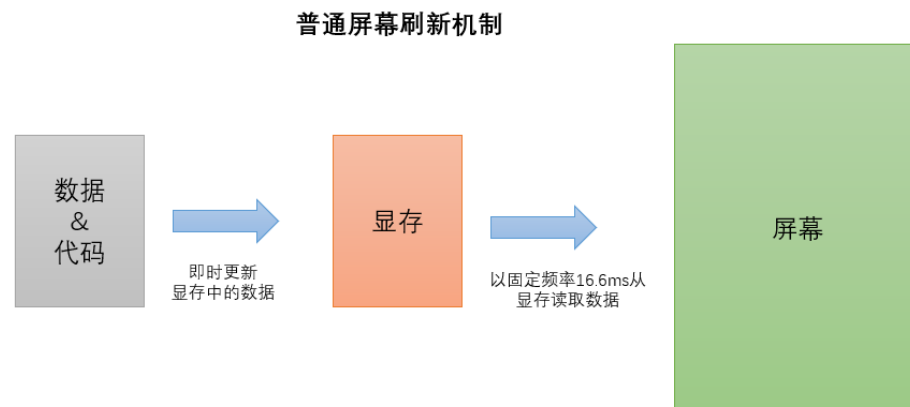 普通屏幕刷新机制
数据
&
代码
即时更新
显存中的数据
显存
以固定频率16.6ms从
显存读取数据
屏幕